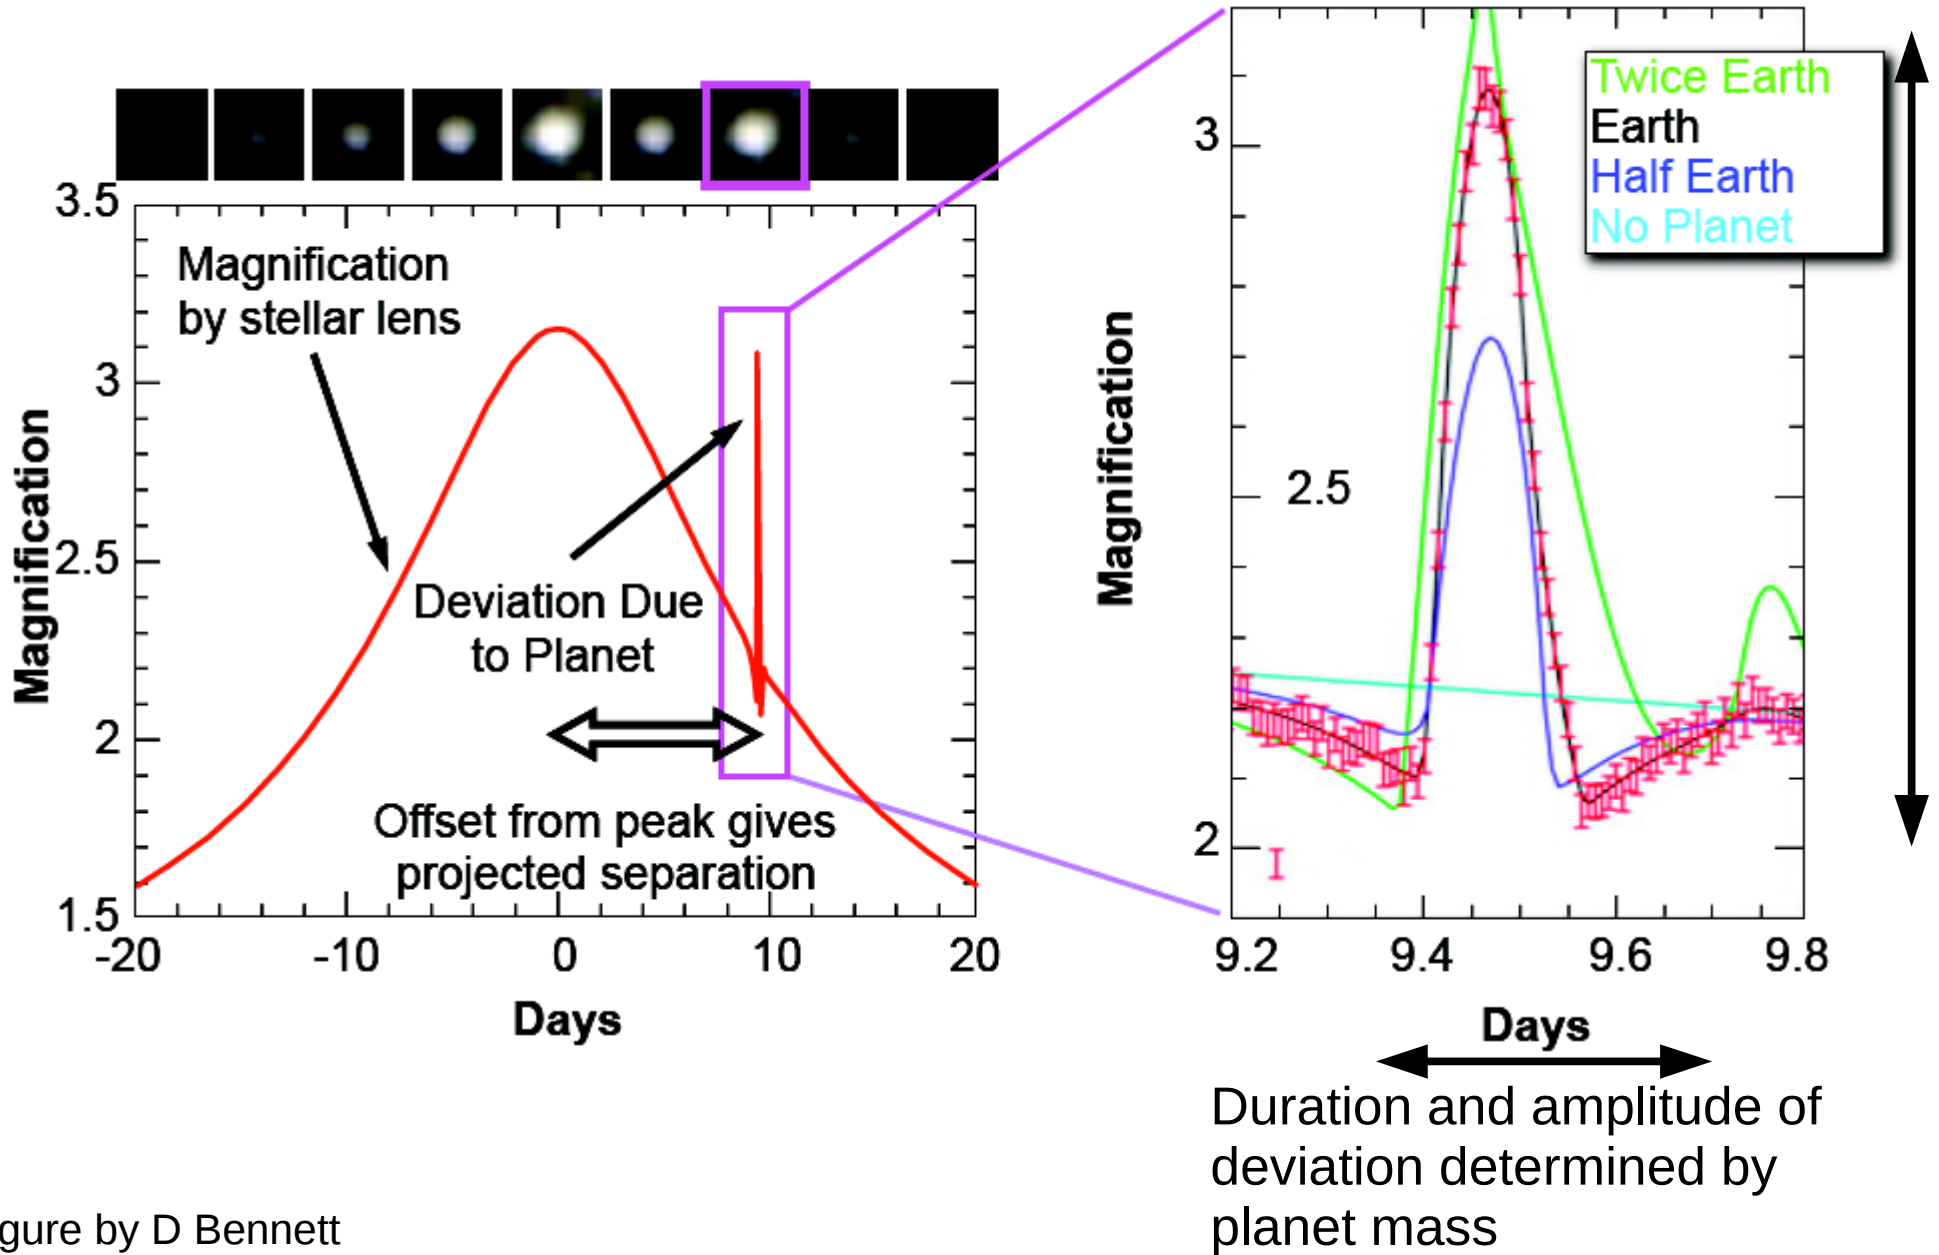 3.5
3
2.5
2
1.5
Magnification
Magnification
by stellar lens
Deviation Due
to Planet
Offset from peak gives
projected separation
-20
-10
0
10
20
Days
3
2.5
2
Magnification
Twice Earth
Earth
Half Earth
No Planet
9.2
9.4
9.6
9.8
Days
Duration and amplitude of
deviation determined by
planet mass
gure by D Bennett